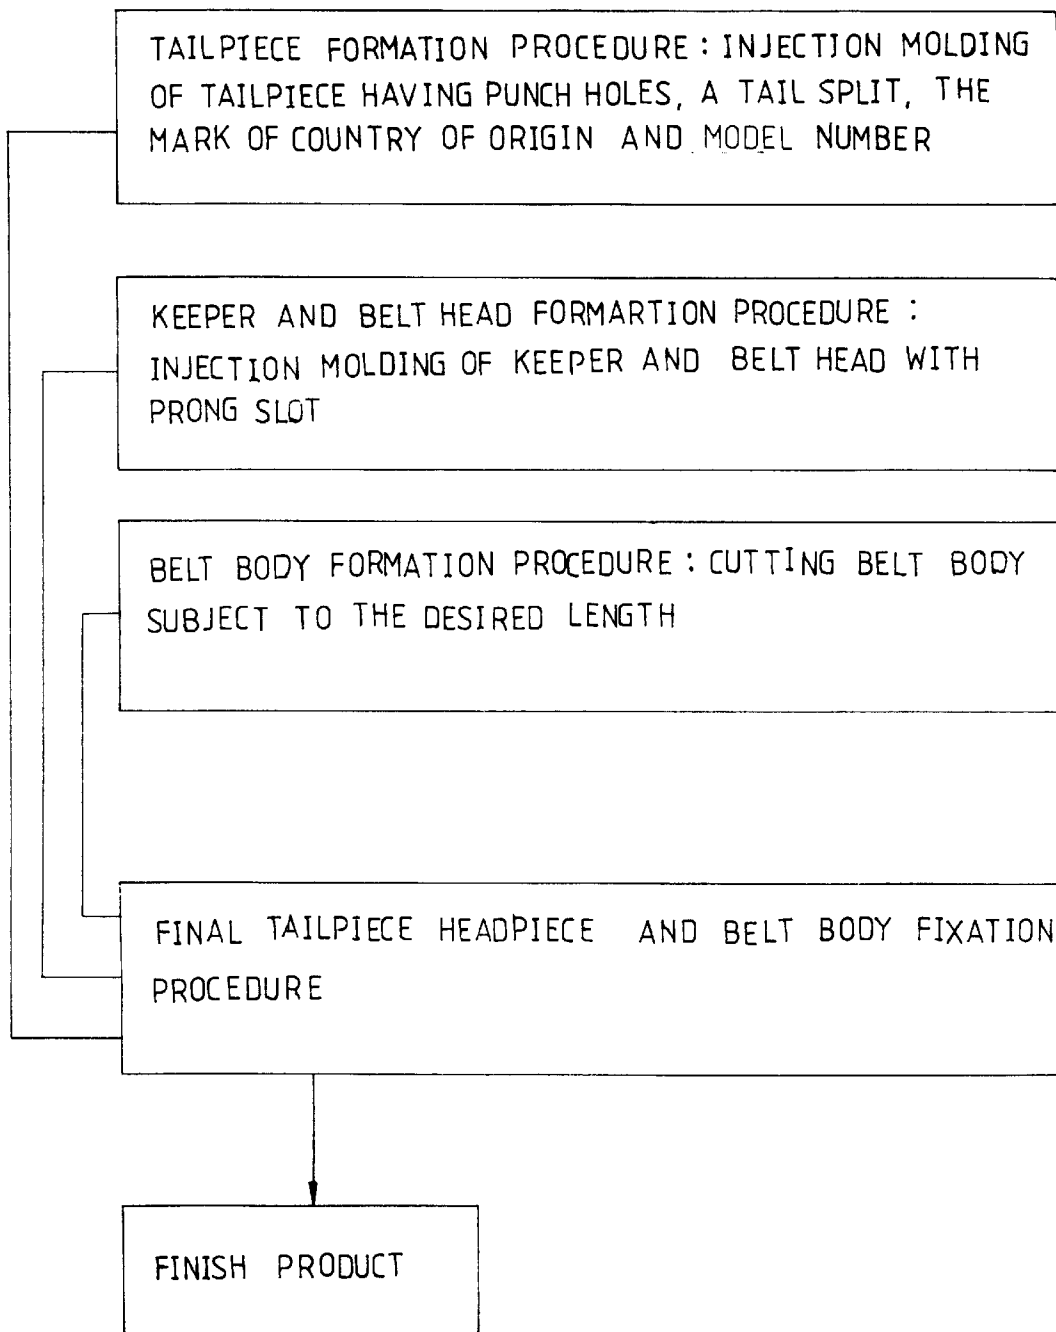 TAILPIECE FORMATION PROCEDURE : INJECTION MOLDING
OF TAILPIECE HAVING PUNCH HOLES, A TAIL SPLIT, THE
MARK OF COUNTRY OF ORIGIN AND MODEL NUMBER
KEEPER AND BELT HEAD FORMARTION PROCEDURE :
INJECTION MOLDING OF KEEPER AND BELT HEAD WITH
PRONG SLOT
BELT BODY FORMATION PROCEDURE : CUTTING BELT BODY
SUBJECT TO THE DESIRED LENGTH
FINAL TAILPIECE HEADPIECE AND BELT BODY FIXATION
PROCEDURE
FINISH PRODUCT